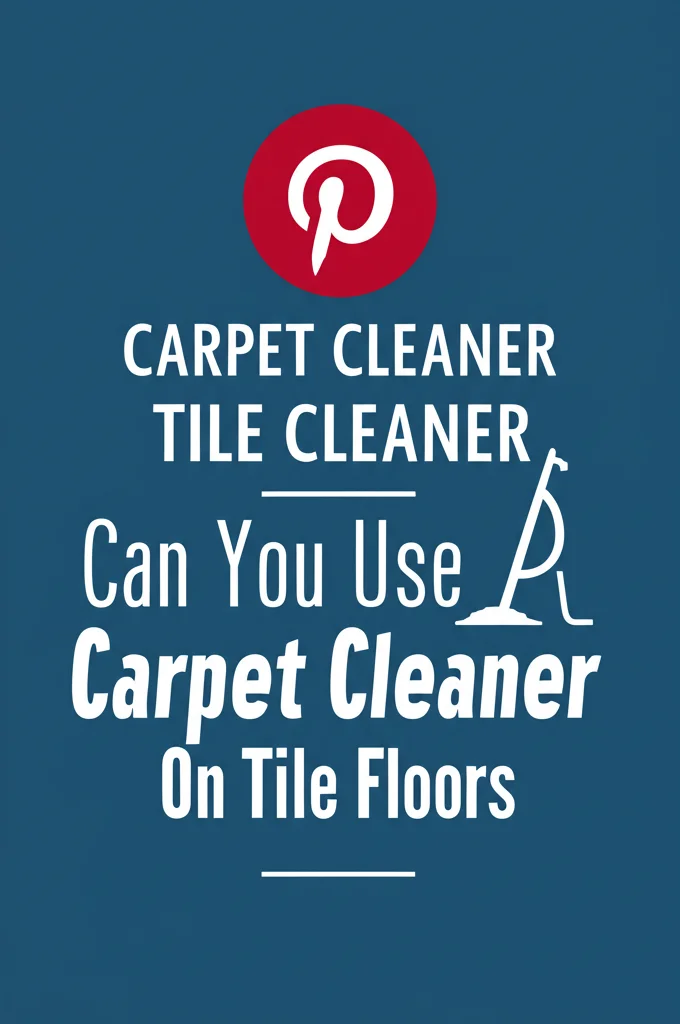 CARPET CLEANER
TILE CLEANER
Can You Use
Carpet Cleaner
On Tile Floors